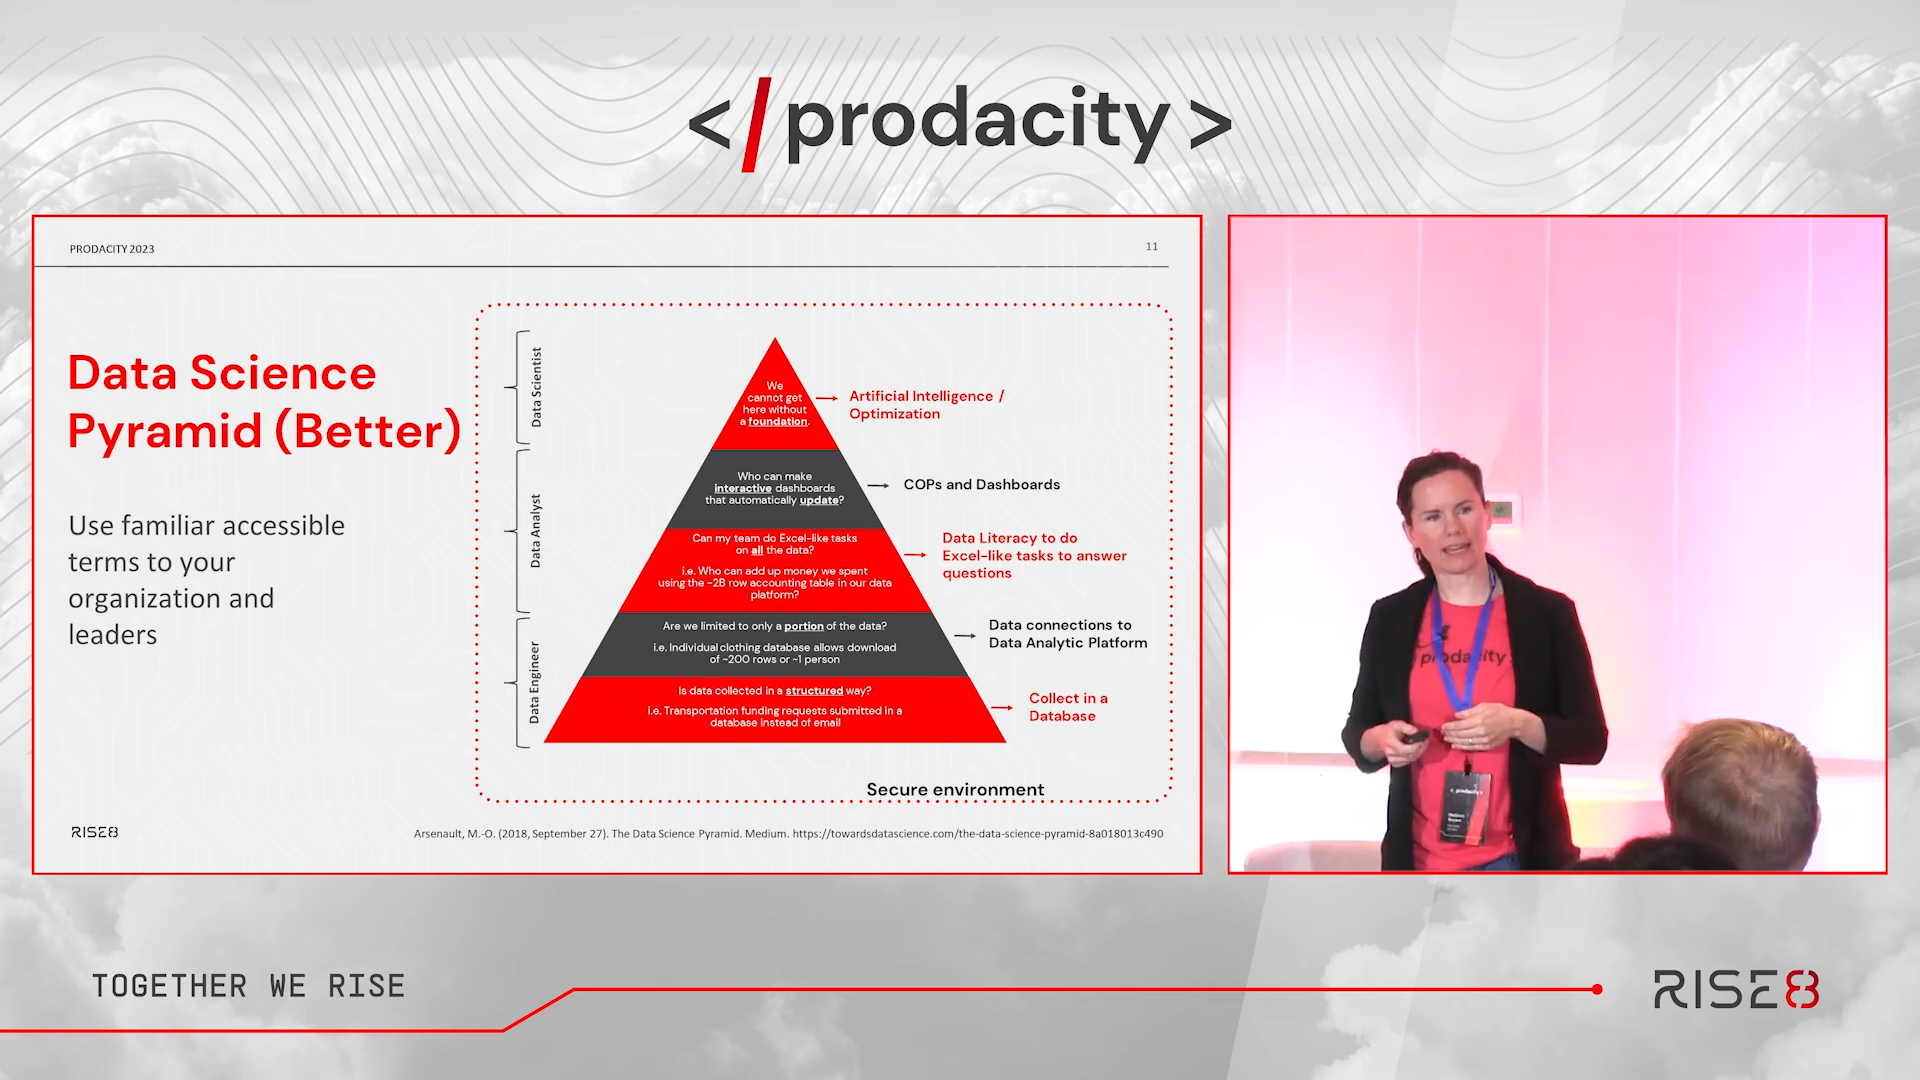 </prodacity>
PRODACITY 2023
11
Data Science
Pyramid (Better)
Use familiar accessible
terms to your
organization and
leaders
Data Scientist
Data Analyst
Data Engineer
We
cannot get
here without
a foundation.
Artificial Intelligence /
Optimization
Who can make
interactive dashboards
that automatically update?
COPs and Dashboards
Can my team do Excel-like tasks
on all the data?
i.e. Who can add up money we spent
using the ~2B row accounting table in our data
platform?
Data Literacy to do
Excel-like tasks to answer
questions
Are we limited to only a portion of the data?
i.e. Individual clothing database allows download
of ~200 rows or ~1 person
Data connections to
Data Analytic Platform
Is data collected in a structured way?
i.e. Transportation funding requests submitted in a
database instead of email
Collect in a
Database
Secure environment
RISE8
Arsenault, M.-O. (2018, September 27). The Data Science Pyramid. Medium. https://towardsdatascience.com/the-data-science-pyramid-8a018013c490
prodacity
prodacity
TOGETHER WE RISE
RISE8